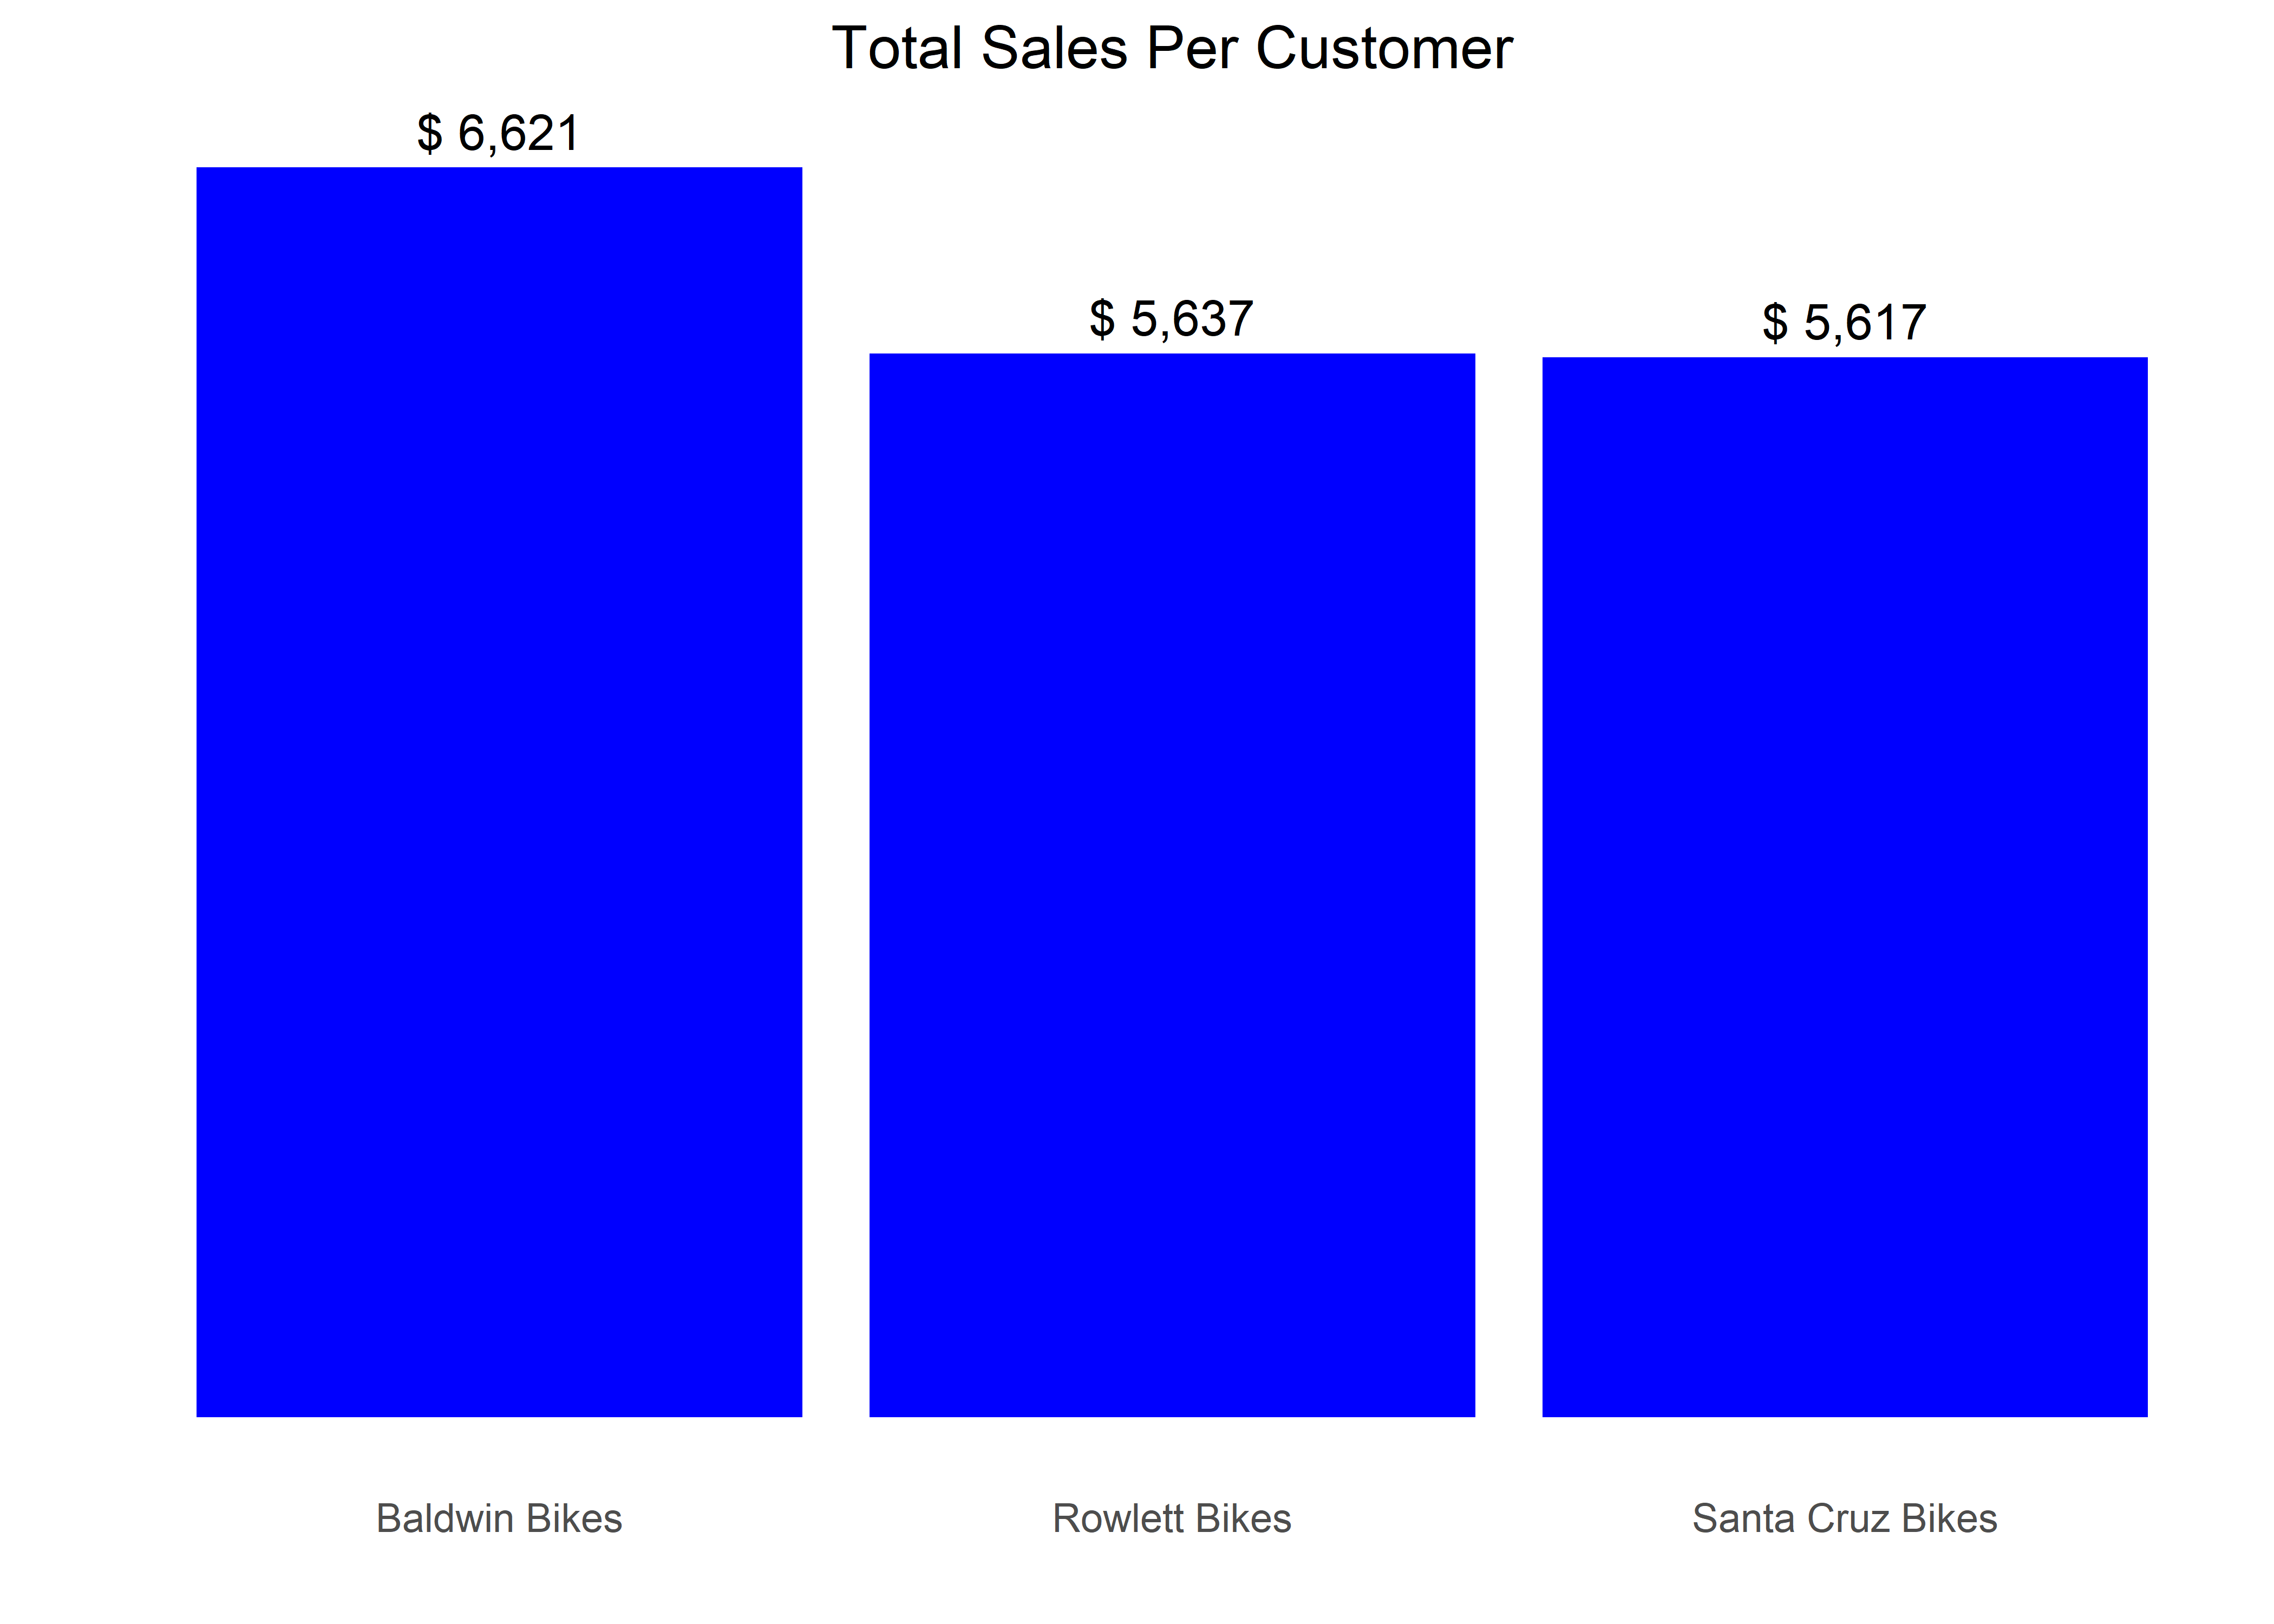 Total Sales Per Customer
$ 6,621
$ 5,637
$ 5,617
Baldwin Bikes
Rowlett Bikes
Santa Cruz Bikes